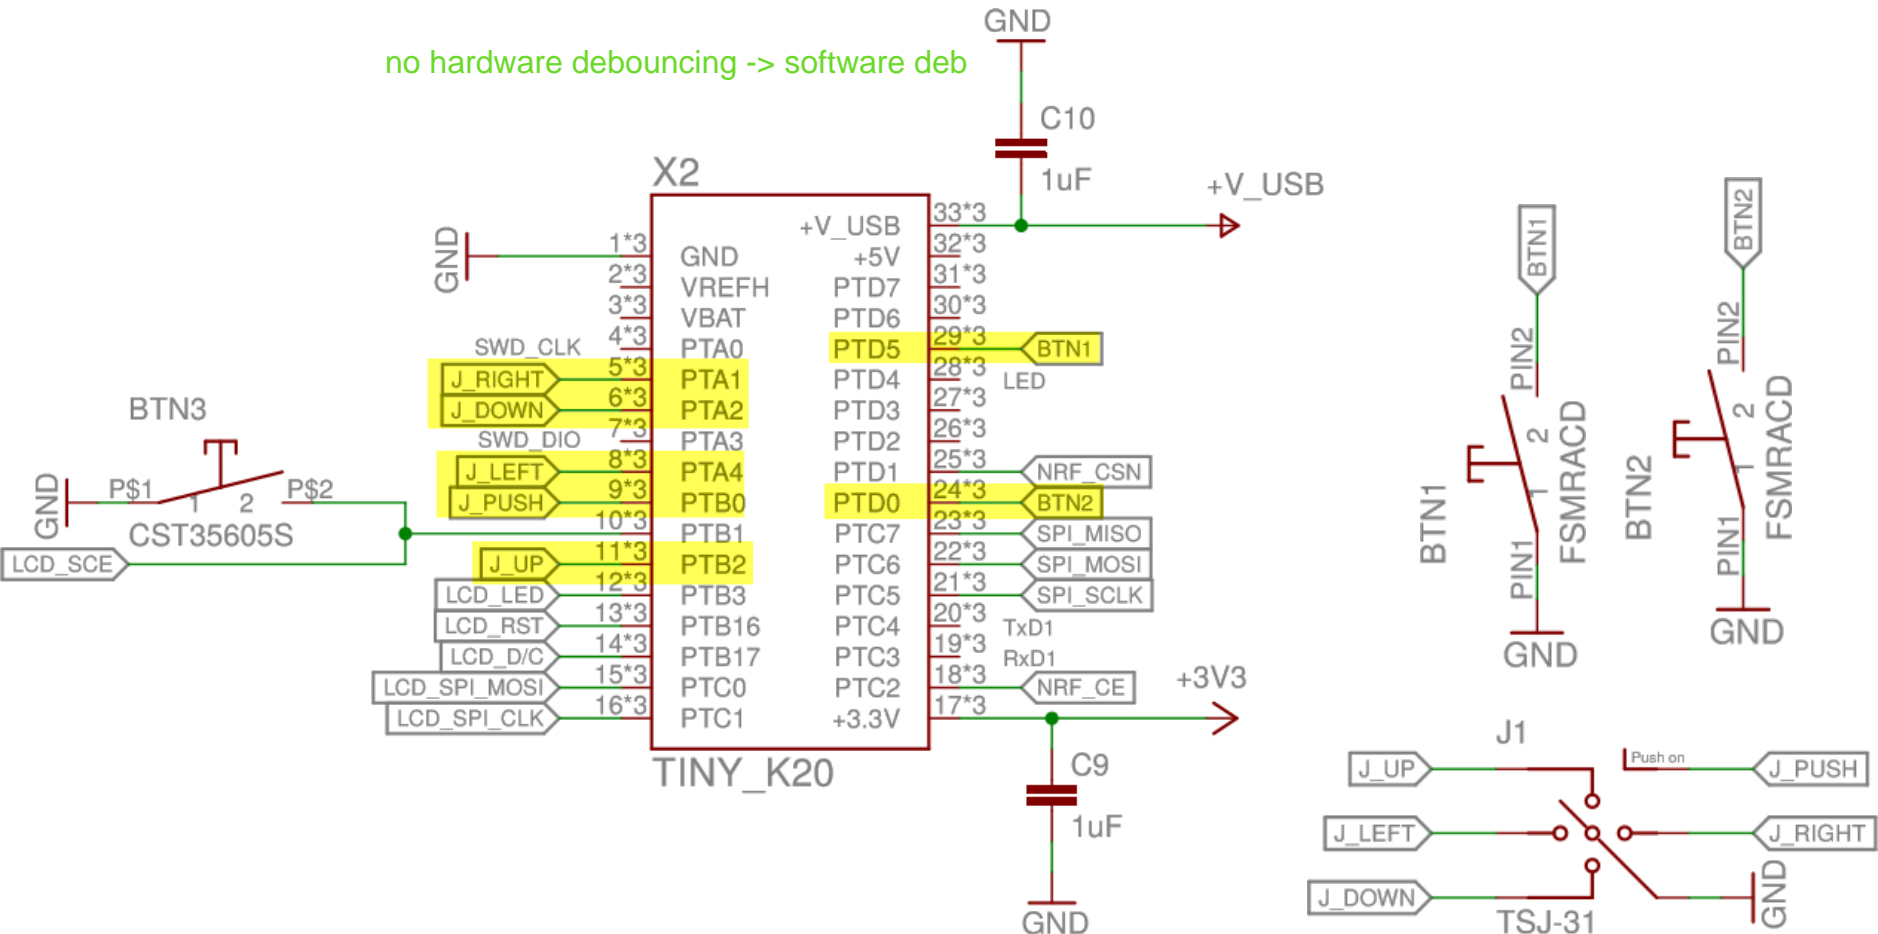 GND
no hardware debouncing -> software deb
C10
1uF
X2
+V_USB
GND
1*3
GND
2*3
VREFH
3*3
VBAT
SWD_CLK
4*3
PTA0
J_RIGHT
5*3
PTA1
J_DOWN
6*3
PTA2
SWD_DIO
7*3
PTA3
J_LEFT
8*3
PTA4
J_PUSH
9*3
PTB0
10*3
PTB1
J_UP
11*3
PTB2
LCD_LED
12*3
PTB3
LCD_RST
13*3
PTB16
LCD_D/C
14*3
PTB17
LCD_SPI_MOSI
15*3
PTC0
LCD_SPI_CLK
16*3
PTC1
+V_USB
33*3
+5V
32*3
PTD7
31*3
PTD6
30*3
PTD5
29*3
BTN1
PTD4
28*3
LED
PTD3
27*3
PTD2
26*3
PTD1
25*3
NRF_CSN
PTD0
24*3
BTN2
PTC7
23*3
SPI_MISO
PTC6
22*3
SPI_MOSI
PTC5
21*3
SPI_SCLK
PTC4
20*3
TxD1
PTC3
19*3
RxD1
PTC2
18*3
NRF_CE
+3.3V
17*3
+3V3
TINY_K20
C9
1uF
GND
BTN3
GND
P$1
1
2
P$2
CST35605S
LCD_SCE
BTN1
PIN2
2
1
BTN1
FSMRACD
PIN1
GND
BTN2
PIN2
2
1
BTN2
FSMRACD
PIN1
GND
J1
J_UP
Push on
J_PUSH
J_LEFT
J_RIGHT
J_DOWN
GND
TSJ-31